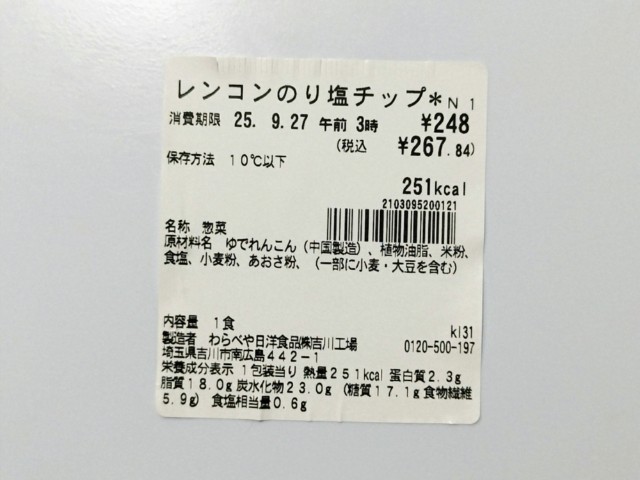 レンコンのり塩チップ*N1
消費期限 25. 9.27 午前 3時 ¥248
(税込 ¥267.84)
保存方法 10℃以下
251kcal
2103095200121
名称 惣菜
原材料名 ゆでれんこん（中国製造）、植物油脂、米粉、
食塩、小麦粉、あおさ粉、（一部に小麦・大豆を含む）
内容量 1食 kl31
製造者 わらべや日洋食品㈱吉川工場 0120-500-197
埼玉県吉川市南広島442-1
栄養成分表示 1包装当り 熱量251kcal 蛋白質2.3g
脂質18.0g 炭水化物23.0g (糖質17.1g 食物繊維
5.9g) 食塩相当量0.6g